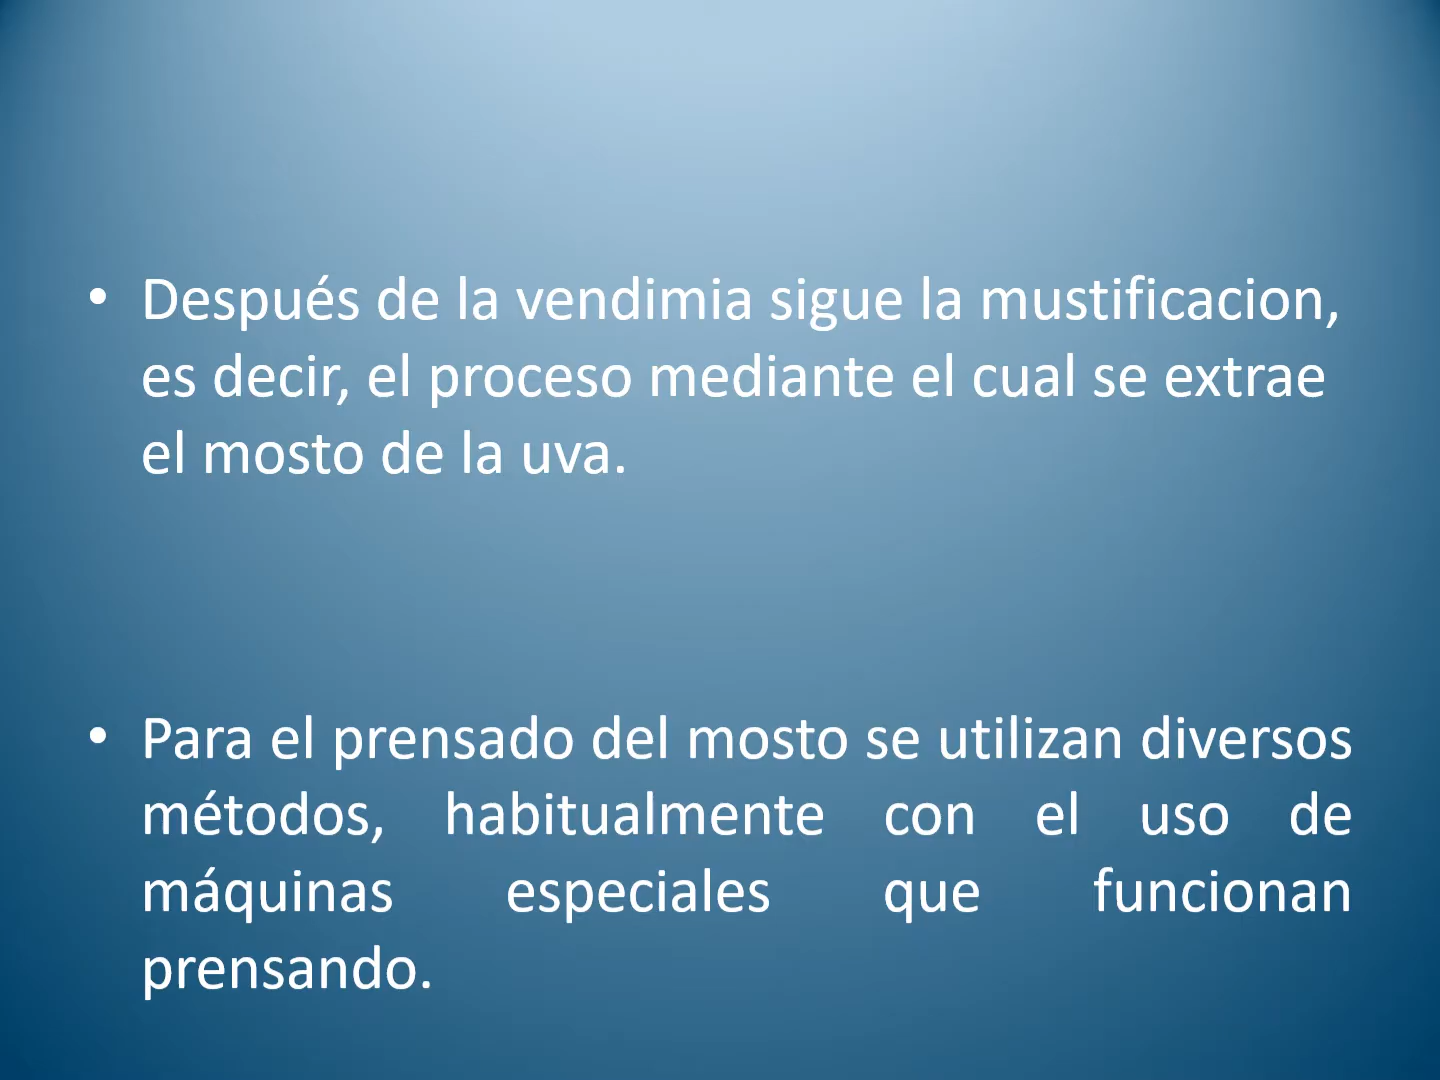 • Después de la vendimia sigue la mustificacion,
es decir, el proceso mediante el cual se extrae
el mosto de la uva.
• Para el prensado del mosto se utilizan diversos
métodos, habitualmente con el uso de
máquinas especiales que funcionan
prensando.